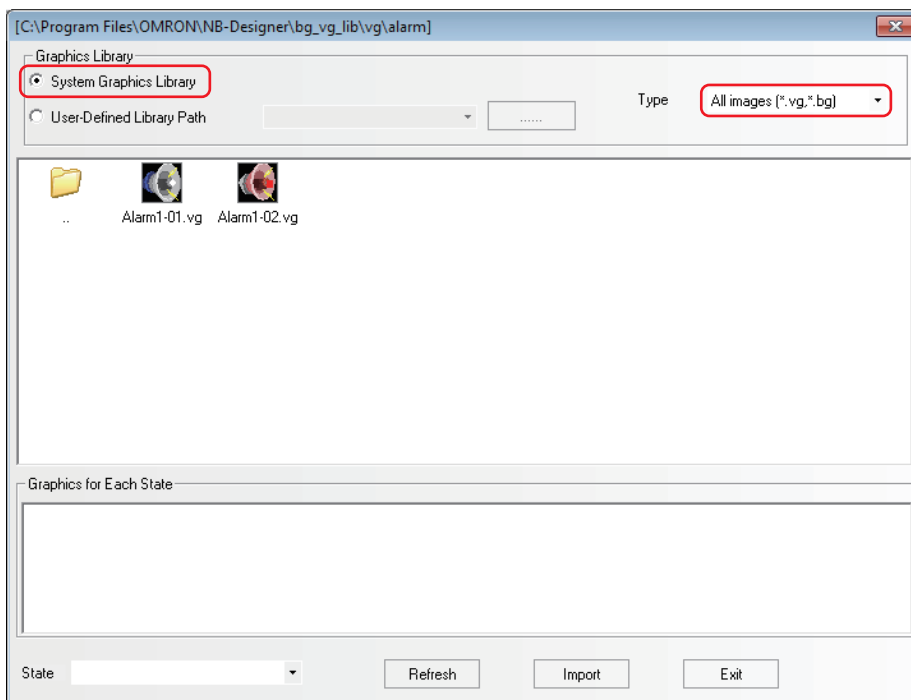 [C:\Program Files\OMRON\NB-Designer\bg_vg_lib\vg\alarm]
Graphics Library
System Graphics Library
User-Defined Library Path
......
Type
All images (*.vg,*.bg)
..
Alarm1-01.vg
Alarm1-02.vg
Graphics for Each State
State
Refresh
Import
Exit